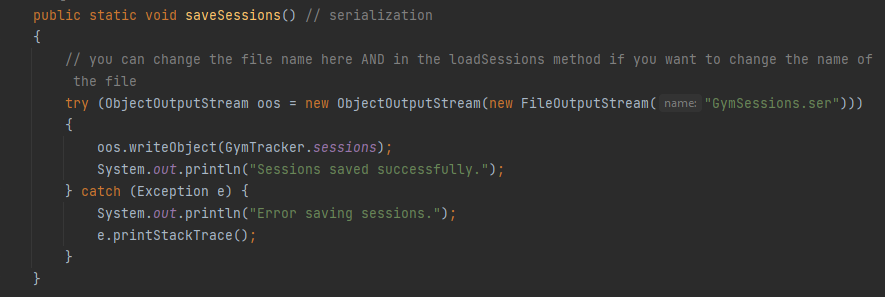 public static void saveSessions() // serialization
{
// you can change the file name here AND in the loadSessions method if you want to change the name of
the file
try (ObjectOutputStream oos = new ObjectOutputStream(new FileOutputStream( name: "GymSessions.ser")))
{
oos.writeObject(GymTracker.sessions);
System.out.println("Sessions saved successfully.");
} catch (Exception e) {
System.out.println("Error saving sessions.");
e.printStackTrace();
}
}